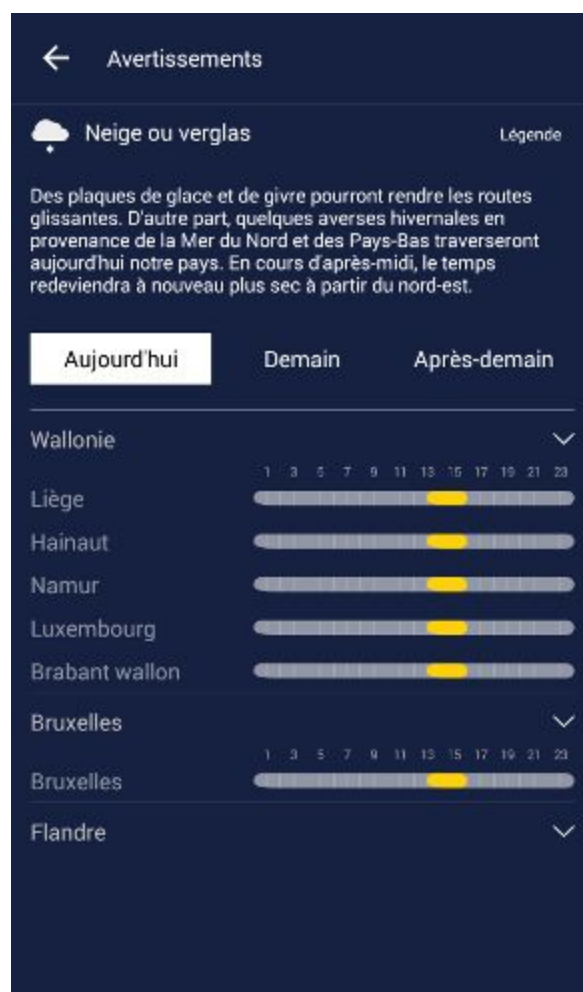 Avertissements
Neige ou verglas
Légende
Des plaques de glace et de givre pourront rendre les routes
glissantes. D'autre part, quelques averses hivernales en
provenance de la Mer du Nord et des Pays-Bas traverseront
aujourd'hui notre pays. En cours d'après-midi, le temps
redeviendra à nouveau plus sec à partir du nord-est.
Aujourd'hui Demain Après-demain
Wallonie
1 3 5 7 9 11 13 15 17 19 21 23
Liège
Hainaut
Namur
Luxembourg
Brabant wallon
Bruxelles
1 3 5 7 9 11 13 15 17 19 21 23
Bruxelles
Flandre